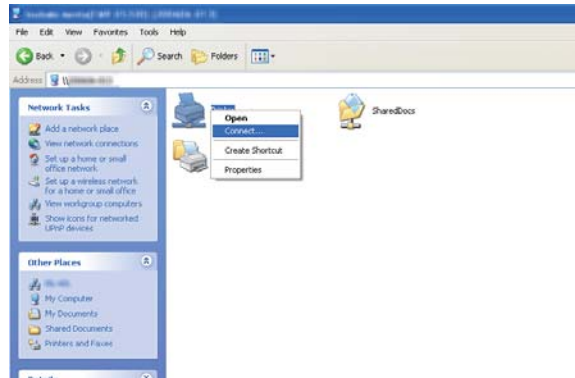 File Edit View Favorites Tools Help
Back Search Folders
Address \\
Network Tasks
Add a network place
View network connections
Set up a home or small
office network
Set up a wireless network
for a home or small office
View workgroup computers
Show icons for networked
UPnP devices
Open
Connect...
Create Shortcut
Properties
SharedDocs
Other Places
My Computer
My Documents
Shared Documents
Printers and Faxes